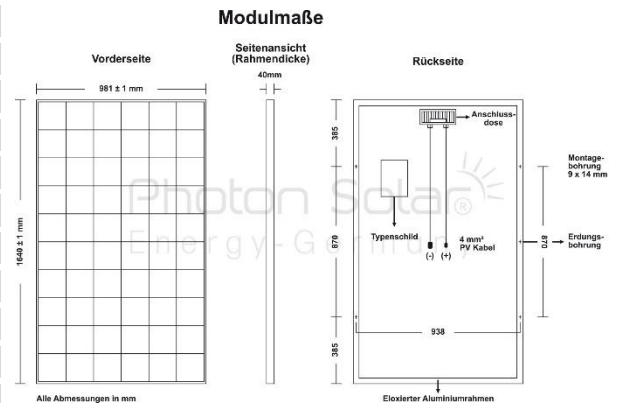 Modulmaße
Vorderseite
Seitenansicht
(Rahmendicke)
Rückseite
981 ± 1 mm
40mm
1640 ± 1 mm
385
870
385
Anschluss-
dose
Montage-
bohrung
9 x 14 mm
Typenschild
4 mm²
PV Kabel
(-) (+)
870
Erdungs-
bohrung
938
Photon Solar®
Energy-Germany
Alle Abmessungen in mm
Eloxierter Aluminiumrahmen